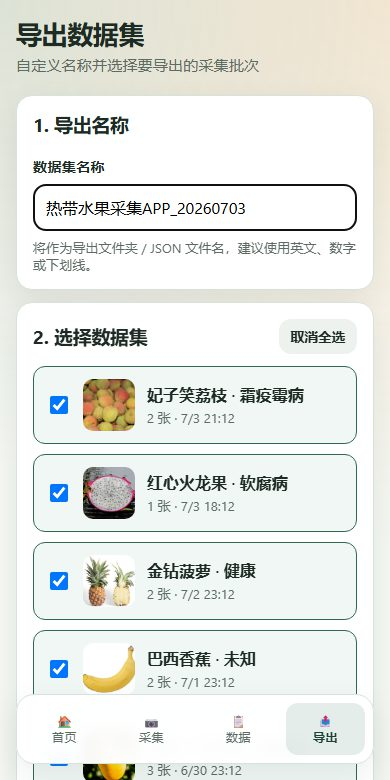 导出数据集
自定义名称并选择要导出的采集批次
1. 导出名称
数据集名称
热带水果采集APP_20260703
将作为导出文件夹 / JSON 文件名，建议使用英文、数字
或下划线。
2. 选择数据集
取消全选
妃子笑荔枝 · 霜疫霉病
2 张 · 7/3 21:12
红心火龙果 · 软腐病
1 张 · 7/3 18:12
金钻菠萝 · 健康
2 张 · 7/2 23:12
巴西香蕉 · 未知
2 张 · 7/1 23:12
3 张 · 6/30 23:12
首页
采集
数据
导出